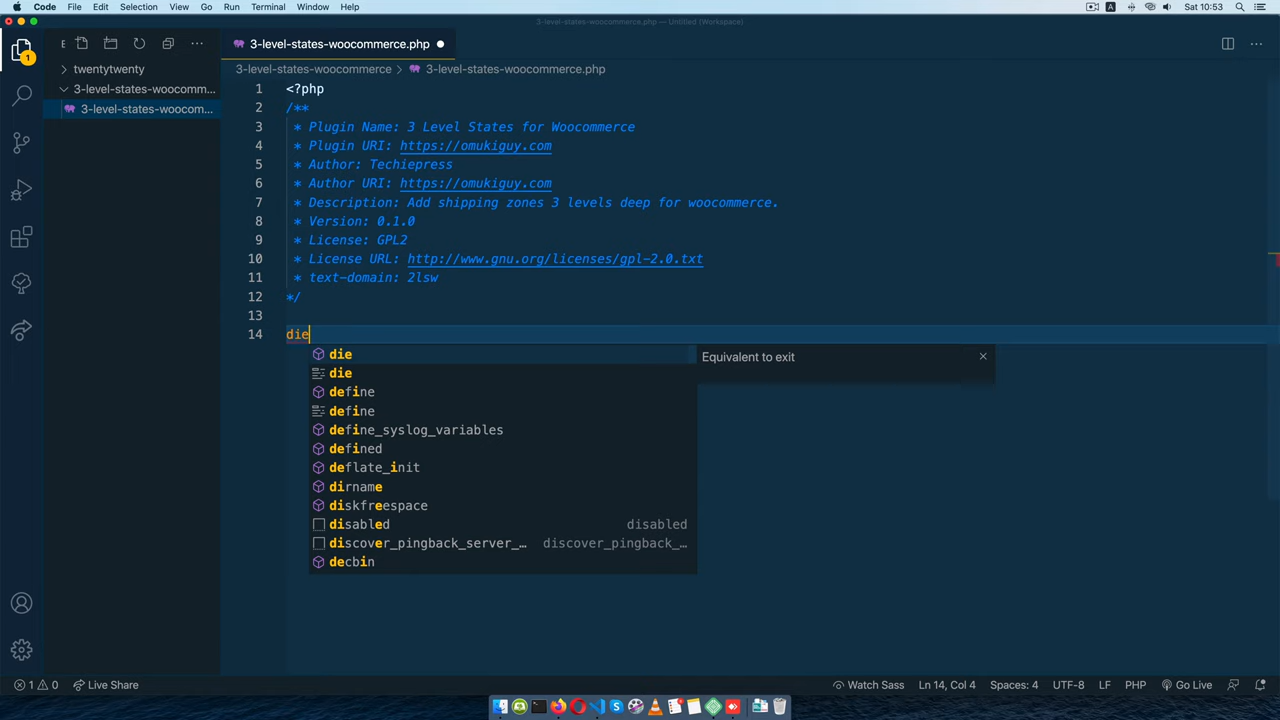 Code File Edit Selection View Go Run Terminal Window Help A Sat 10:53
3-level-states-woocommerce.php — Untitled (Workspace)
E 3-level-states-woocommerce.php
twentytwenty 3-level-states-woocommerce > 3-level-states-woocommerce.php
3-level-states-woocomm...
3-level-states-woocom...
1 <?php
2 /**
3 * Plugin Name: 3 Level States for Woocommerce
4 * Plugin URI: https://omukiguy.com
5 * Author: Techiepress
6 * Author URI: https://omukiguy.com
7 * Description: Add shipping zones 3 levels deep for woocommerce.
8 * Version: 0.1.0
9 * License: GPL2
10 * License URL: http://www.gnu.org/licenses/gpl-2.0.txt
11 * text-domain: 2lsw
12 */
13
14 die
die Equivalent to exit
die
define
define
define_syslog_variables
defined
deflate_init
dirname
diskfreespace
disabled disabled
discover_pingback_server_... discover_pingback_...
decbin
1
1 0 Live Share Watch Sass Ln 14, Col 4 Spaces: 4 UTF-8 LF PHP Go Live